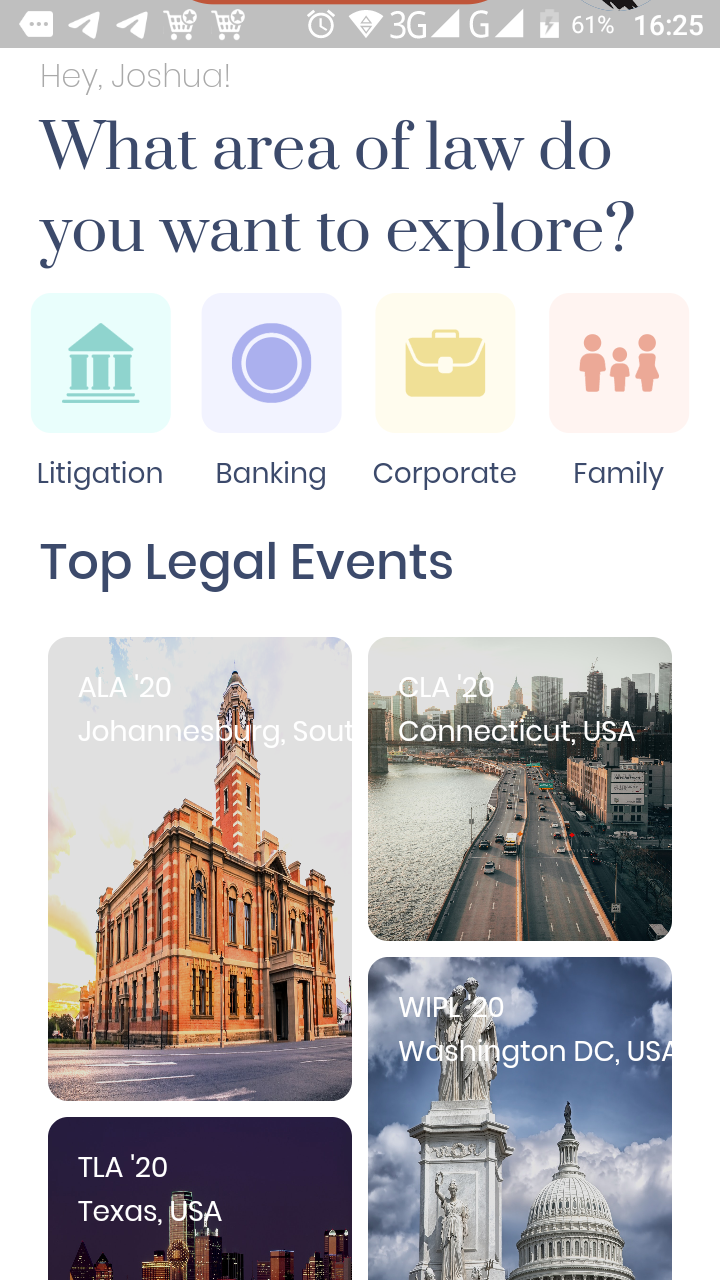 3G G 61% 16:25
Hey, Joshua!
What area of law do
you want to explore?
Litigation Banking Corporate Family
Top Legal Events
ALA '20
Johannesburg, Sout
CLA '20
Connecticut, USA
WIPL '20
Washington DC, USA
TLA '20
Texas, USA